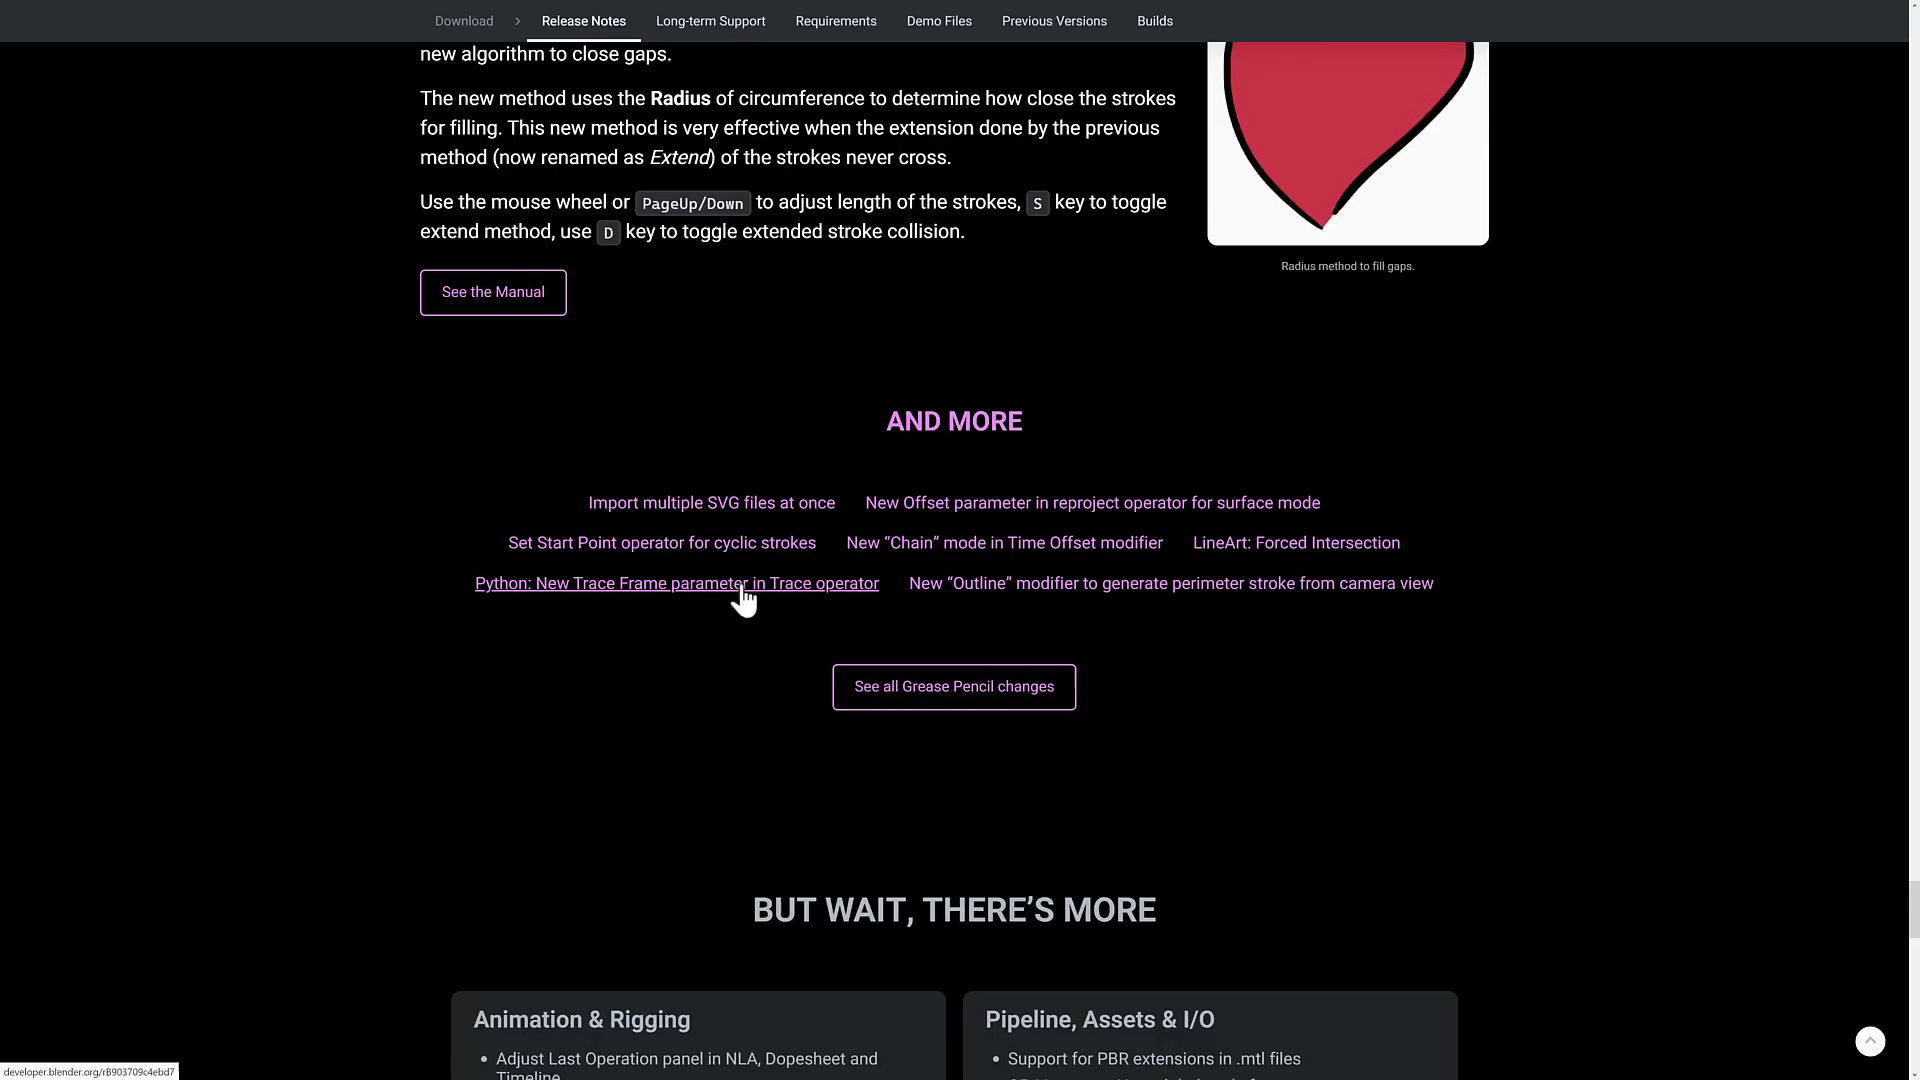 Download > Release Notes Long-term Support Requirements Demo Files Previous Versions Builds
new algorithm to close gaps.
The new method uses the Radius of circumference to determine how close the strokes
for filling. This new method is very effective when the extension done by the previous
method (now renamed as Extend) of the strokes never cross.
Use the mouse wheel or PageUp/Down to adjust length of the strokes, S key to toggle
extend method, use D key to toggle extended stroke collision.
Radius method to fill gaps.
See the Manual
AND MORE
Import multiple SVG files at once New Offset parameter in reproject operator for surface mode
Set Start Point operator for cyclic strokes New “Chain” mode in Time Offset modifier LineArt: Forced Intersection
Python: New Trace Frame parameter in Trace operator New “Outline” modifier to generate perimeter stroke from camera view
See all Grease Pencil changes
BUT WAIT, THERE’S MORE
Animation & Rigging
• Adjust Last Operation panel in NLA, Dopesheet and
Timeline
Pipeline, Assets & I/O
• Support for PBR extensions in .mtl files
developer.blender.org/rB903709c4ebd7